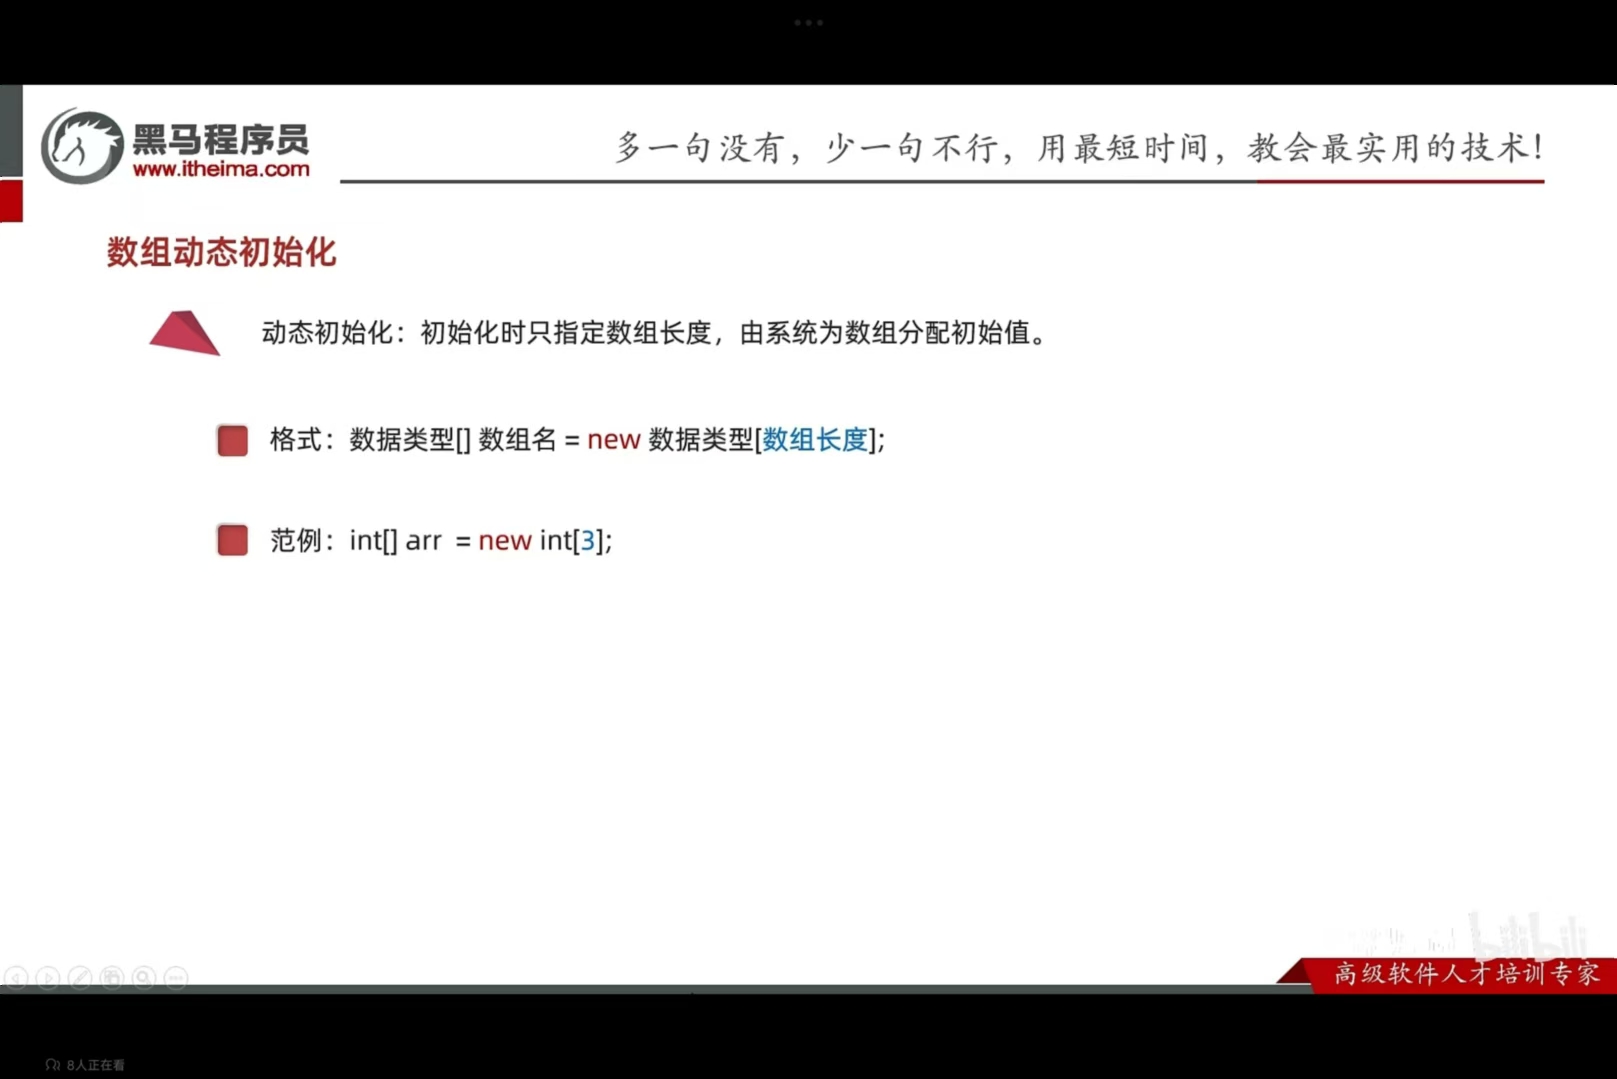 黑马程序员
www.itheima.com
多一句没有，少一句不行，用最短时间，教会最实用的技术！
数组动态初始化
动态初始化：初始化时只指定数组长度，由系统为数组分配初始值。
格式：数据类型[] 数组名 = new 数据类型[数组长度];
范例：int[] arr = new int[3];
bilibili
高级软件人才培训专家
8人正在看